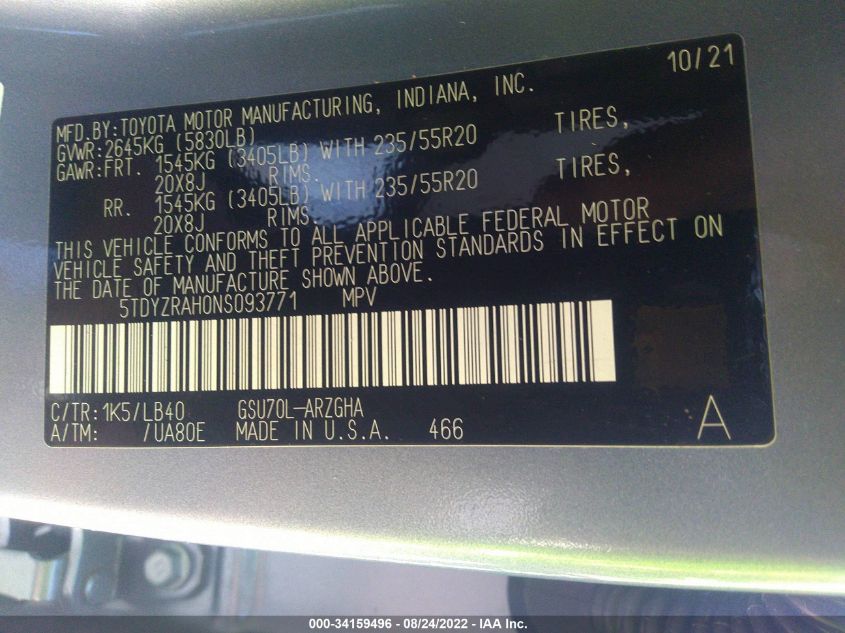 10/21
MFD.BY:TOYOTA MOTOR MANUFACTURING, INDIANA, INC.
GVWR:2645KG (5830LB)
GAWR:FRT. 1545KG (3405LB) WITH 235/55R20 TIRES,
20X8J RIMS.
RR. 1545KG (3405LB) WITH 235/55R20 TIRES,
20X8J RIMS.
THIS VEHICLE CONFORMS TO ALL APPLICABLE FEDERAL MOTOR
VEHICLE SAFETY AND THEFT PREVENTION STANDARDS IN EFFECT ON
THE DATE OF MANUFACTURE SHOWN ABOVE.
5TDYZRAH0NS093771 MPV
C/TR:1K5/LB40 GSU70L-ARZGHA
A/TM: /UA80E MADE IN U.S.A. 466 A
000-34159496 - 08/24/2022 - IAA Inc.